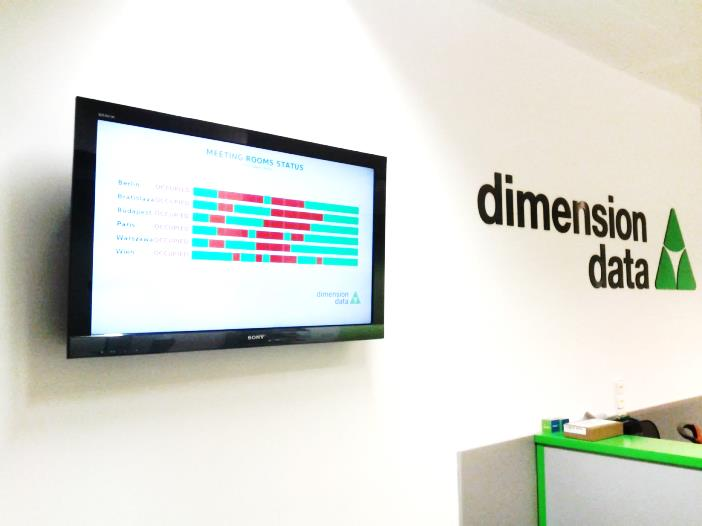 MEETING ROOMS STATUS
Berlin OCCUPIED
Bratislava OCCUPIED
Budapest OCCUPIED
Paris OCCUPIED
Warszawa OCCUPIED
Wien OCCUPIED
dimension
data
SONY
dimension
data